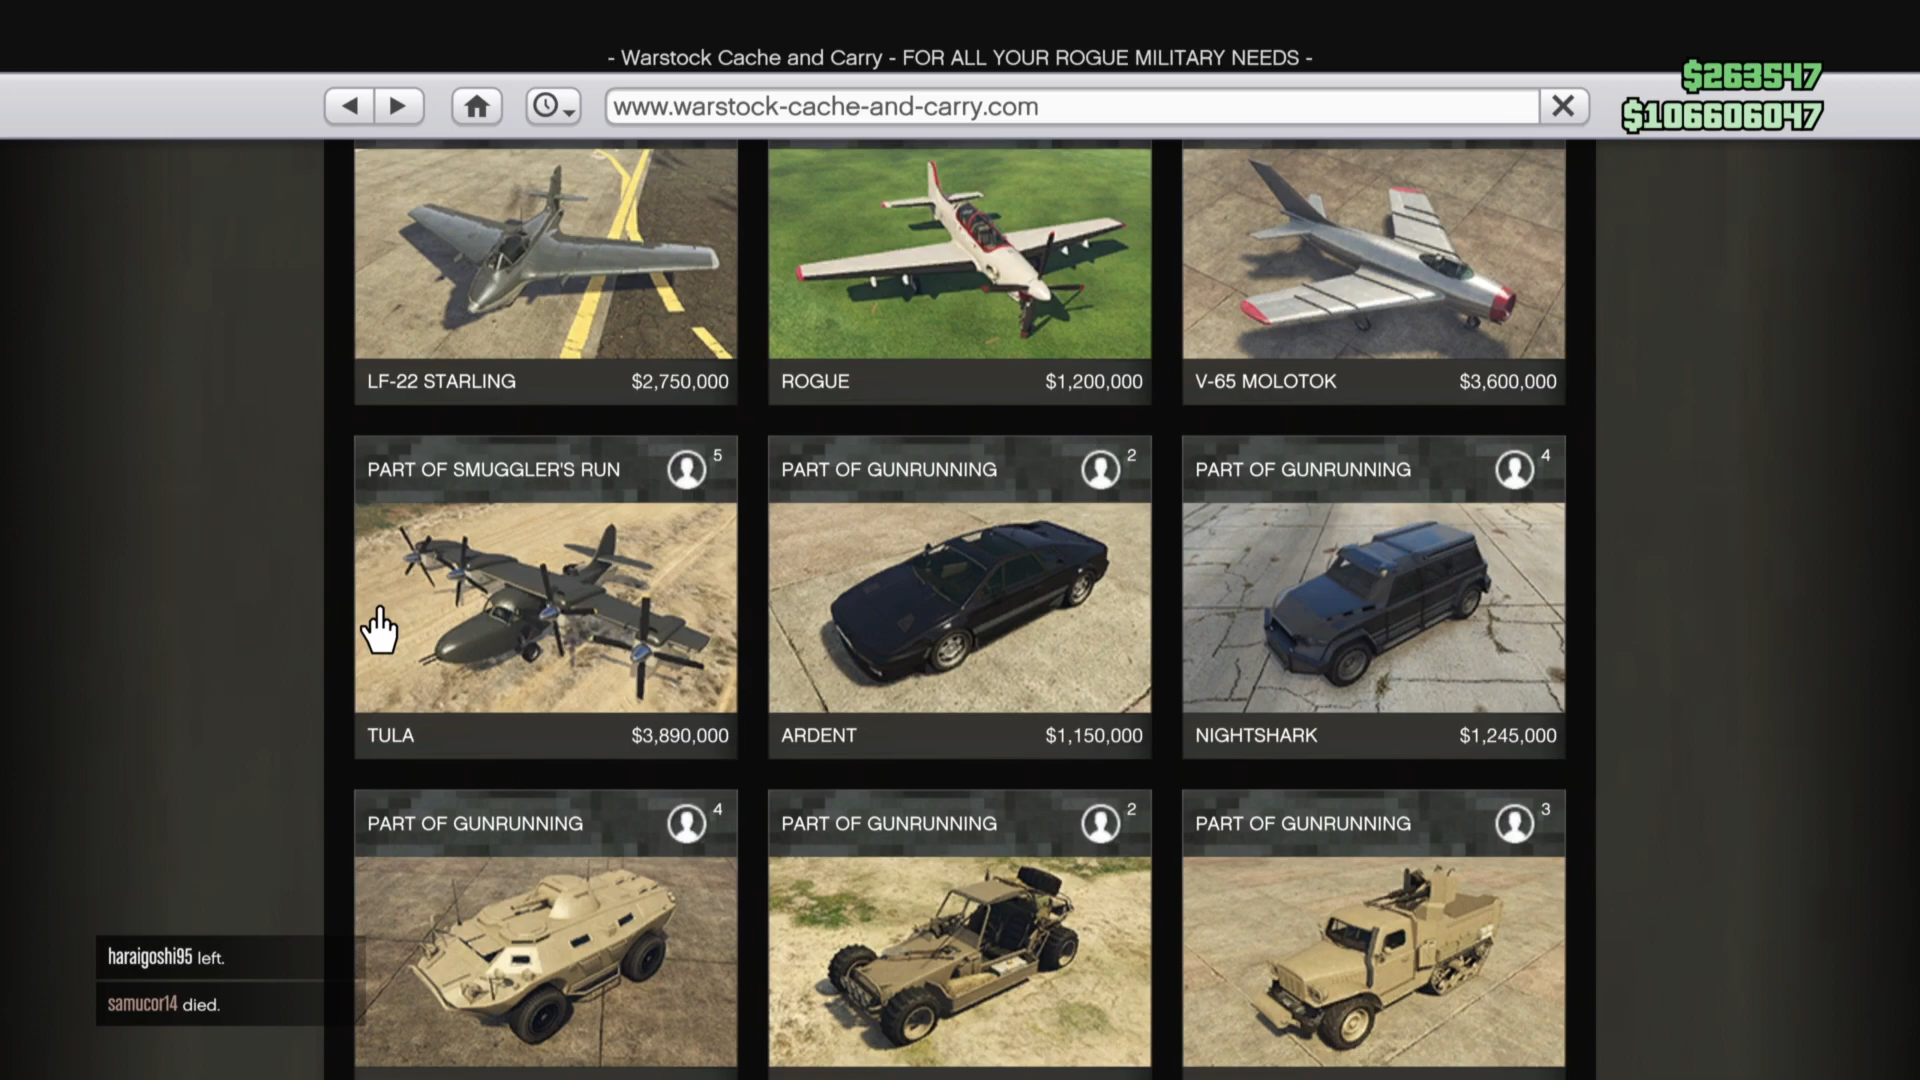 - Warstock Cache and Carry - FOR ALL YOUR ROGUE MILITARY NEEDS -
www.warstock-cache-and-carry.com
$263547
$106606047
LF-22 STARLING $2,750,000
ROGUE $1,200,000
V-65 MOLOTOK $3,600,000
PART OF SMUGGLER'S RUN 5
PART OF GUNRUNNING 2
PART OF GUNRUNNING 4
TULA $3,890,000
ARDENT $1,150,000
NIGHTSHARK $1,245,000
PART OF GUNRUNNING 4
PART OF GUNRUNNING 2
PART OF GUNRUNNING 3
haraigoshi95 left.
samucor14 died.